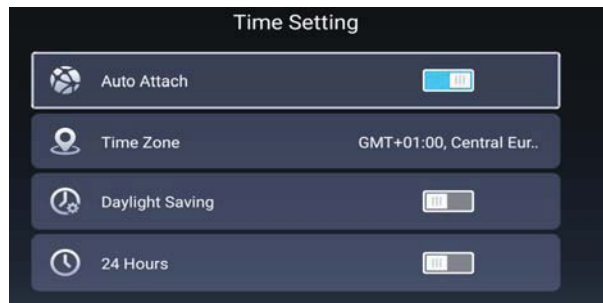 Time Setting
Auto Attach
Time Zone GMT+01:00, Central Eur..
Daylight Saving
24 Hours